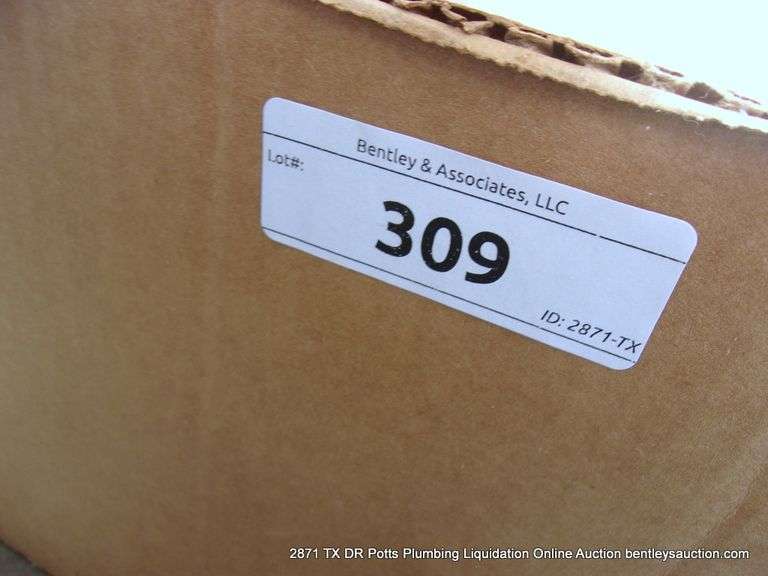 Bentley & Associates, LLC
Lot#:
309
ID: 2871-TX
2871 TX DR Potts Plumbing Liquidation Online Auction bentleysauction.com